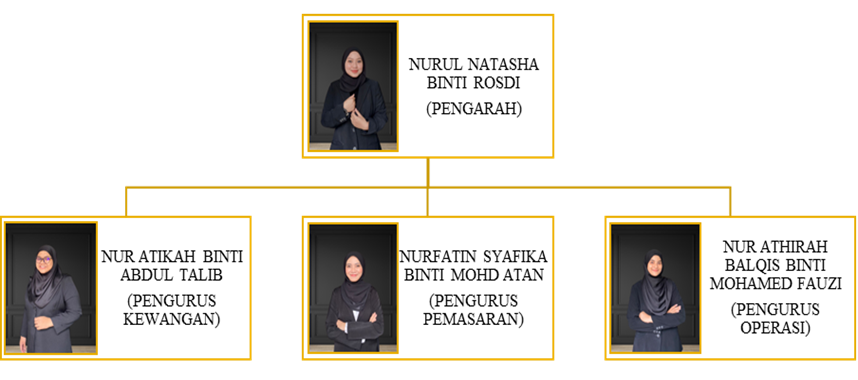 NURUL NATASHA
BINTI ROSDI
(PENGARAH)
NUR ATIKAH BINTI
ABDUL TALIB
(PENGURUS
KEWANGAN)
NURFATIN SYAFIKA
BINTI MOHD ATAN
(PENGURUS
PEMASARAN)
NUR ATHIRAH
BALQIS BINTI
MOHAMED FAUZI
(PENGURUS
OPERASI)